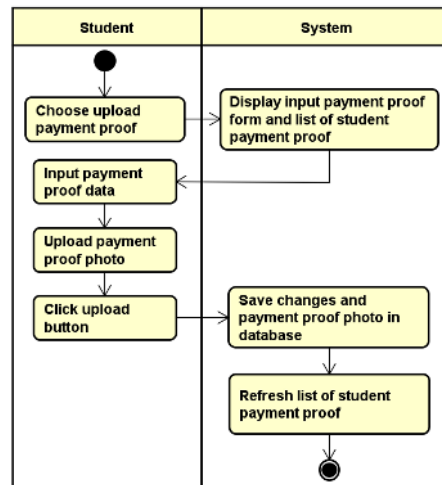 Student
System
Choose upload
payment proof
Display input payment proof
form and list of student
payment proof
Input payment
proof data
Upload payment
proof photo
Click upload
button
Save changes and
payment proof photo in
database
Refresh list of student
payment proof